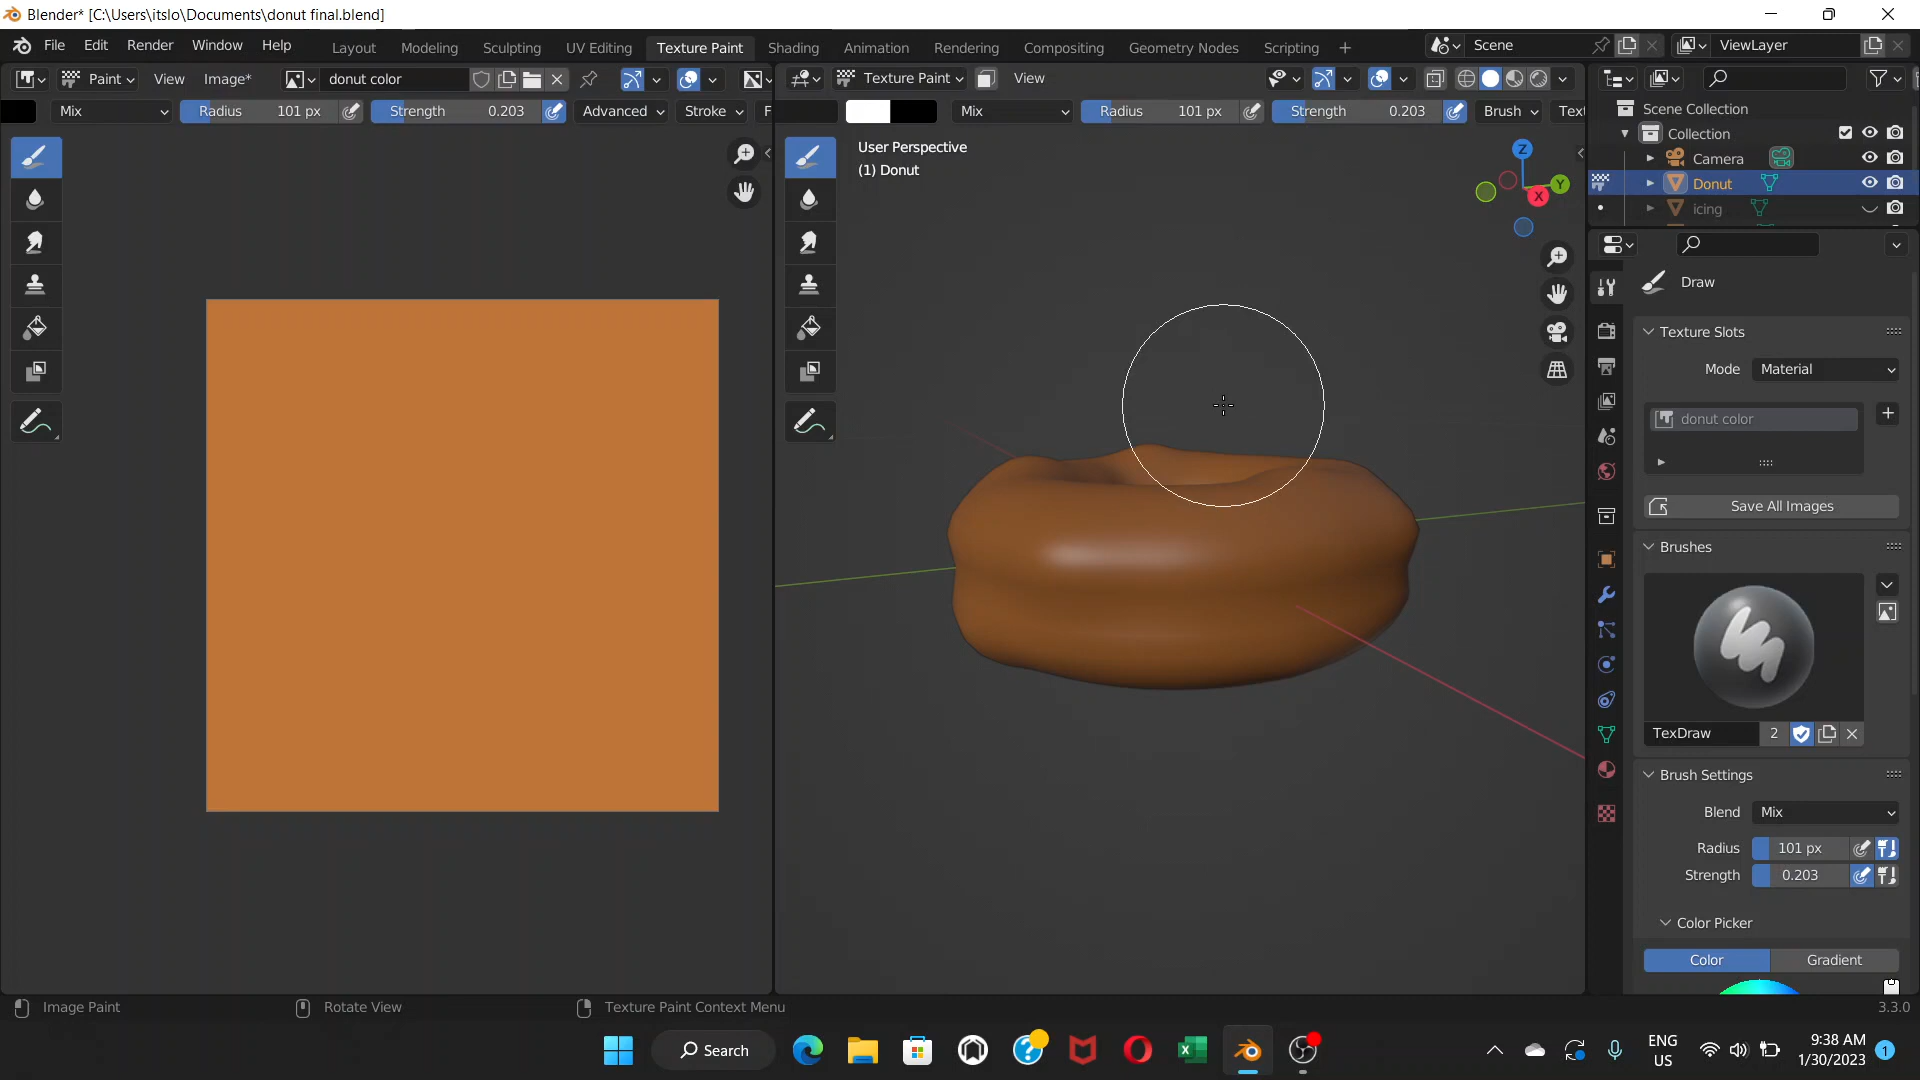 Blender* [C:\Users\itslo\Documents\donut final.blend]
File Edit Render Window Help Layout Modeling Sculpting UV Editing Texture Paint Shading Animation Rendering Compositing Geometry Nodes Scripting + Scene ViewLayer
Paint View Image* donut color Texture Paint View
Mix Radius 101 px Strength 0.203 Advanced Stroke F Mix Radius 101 px Strength 0.203 Brush Text
User Perspective
(1) Donut
Z
Y
X
Scene Collection
Collection
Camera
Donut
icing
Draw
Texture Slots
Mode Material
donut color
Save All Images
Brushes
TexDraw 2
Brush Settings
Blend Mix
Radius 101 px
Strength 0.203
Color Picker
Color Gradient
Image Paint Rotate View Texture Paint Context Menu 3.3.0
Search
ENG
US
9:38 AM
1/30/2023
1